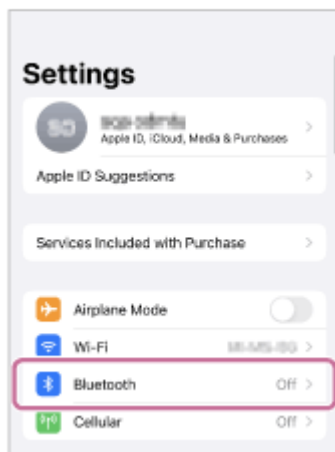 Settings
Apple ID, iCloud, Media & Purchases
Apple ID Suggestions
Services Included with Purchase
Airplane Mode
Wi-Fi
Bluetooth Off
Cellular Off